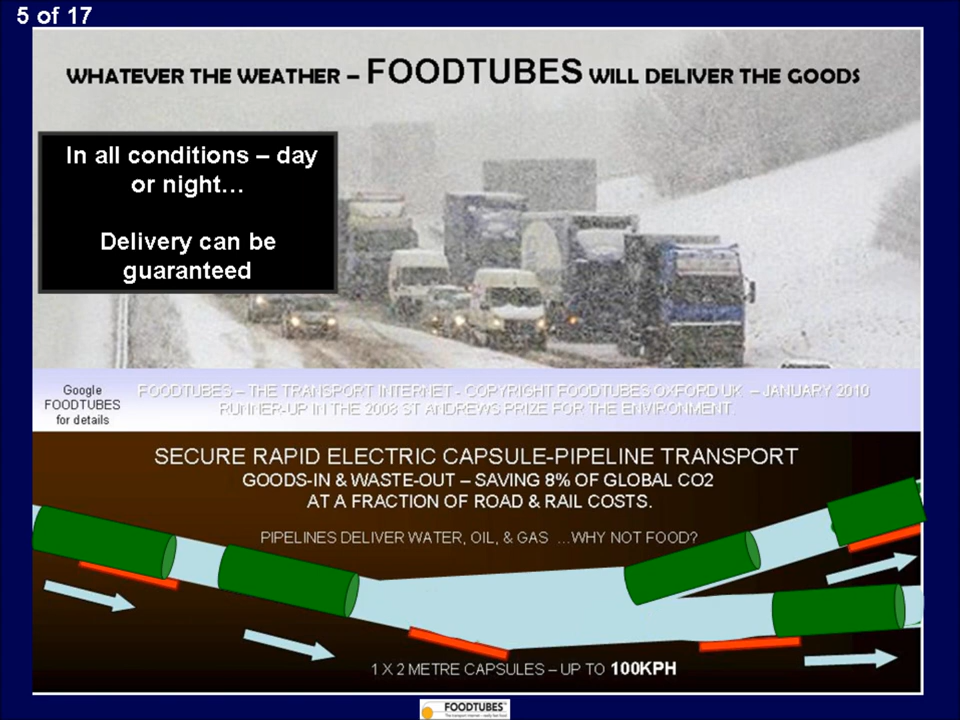 5 of 17
WHATEVER THE WEATHER – FOODTUBES WILL DELIVER THE GOODS
In all conditions – day
or night...
Delivery can be
guaranteed
Google
FOODTUBES
for details
FOODTUBES – THE TRANSPORT INTERNET - COPYRIGHT FOODTUBES OXFORD UK – JANUARY 2010
RUNNER-UP IN THE 2008 ST ANDREWS PRIZE FOR THE ENVIRONMENT.
SECURE RAPID ELECTRIC CAPSULE-PIPELINE TRANSPORT
GOODS-IN & WASTE-OUT – SAVING 8% OF GLOBAL CO2
AT A FRACTION OF ROAD & RAIL COSTS.
PIPELINES DELIVER WATER, OIL, & GAS ...WHY NOT FOOD?
1 X 2 METRE CAPSULES – UP TO 100KPH
FOODTUBES